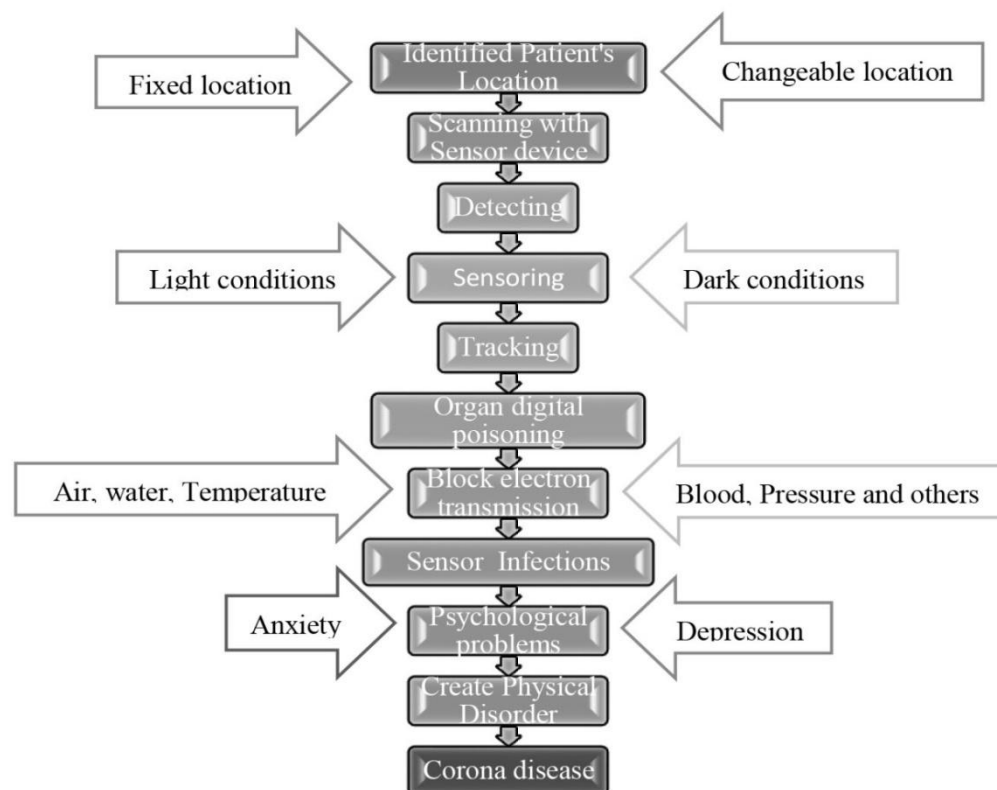 Identified Patient's
Location
Fixed location
Changeable location
Scanning with
Sensor device
Detecting
Light conditions
Sensoring
Dark conditions
Tracking
Organ digital
poisoning
Air, water, Temperature
Block electron
transmission
Blood, Pressure and others
Sensor Infections
Anxiety
Psychological
problems
Depression
Create Physical
Disorder
Corona disease